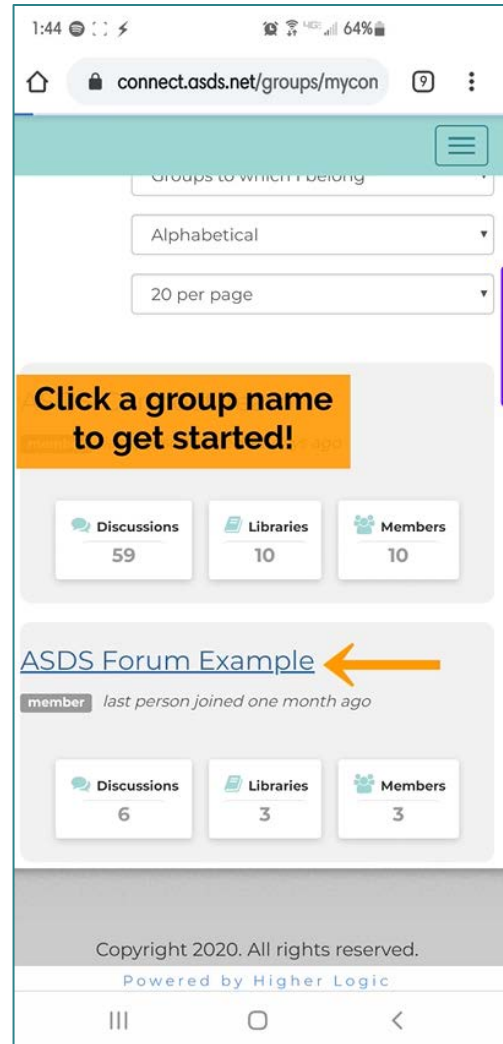 1:44 64%
connect.asds.net/groups/mycon 9
Groups to which I belong
Alphabetical
20 per page
Click a group name
to get started!
Discussions Libraries Members
59 10 10
ASDS Forum Example
member last person joined one month ago
Discussions Libraries Members
6 3 3
Copyright 2020. All rights reserved.
Powered by Higher Logic